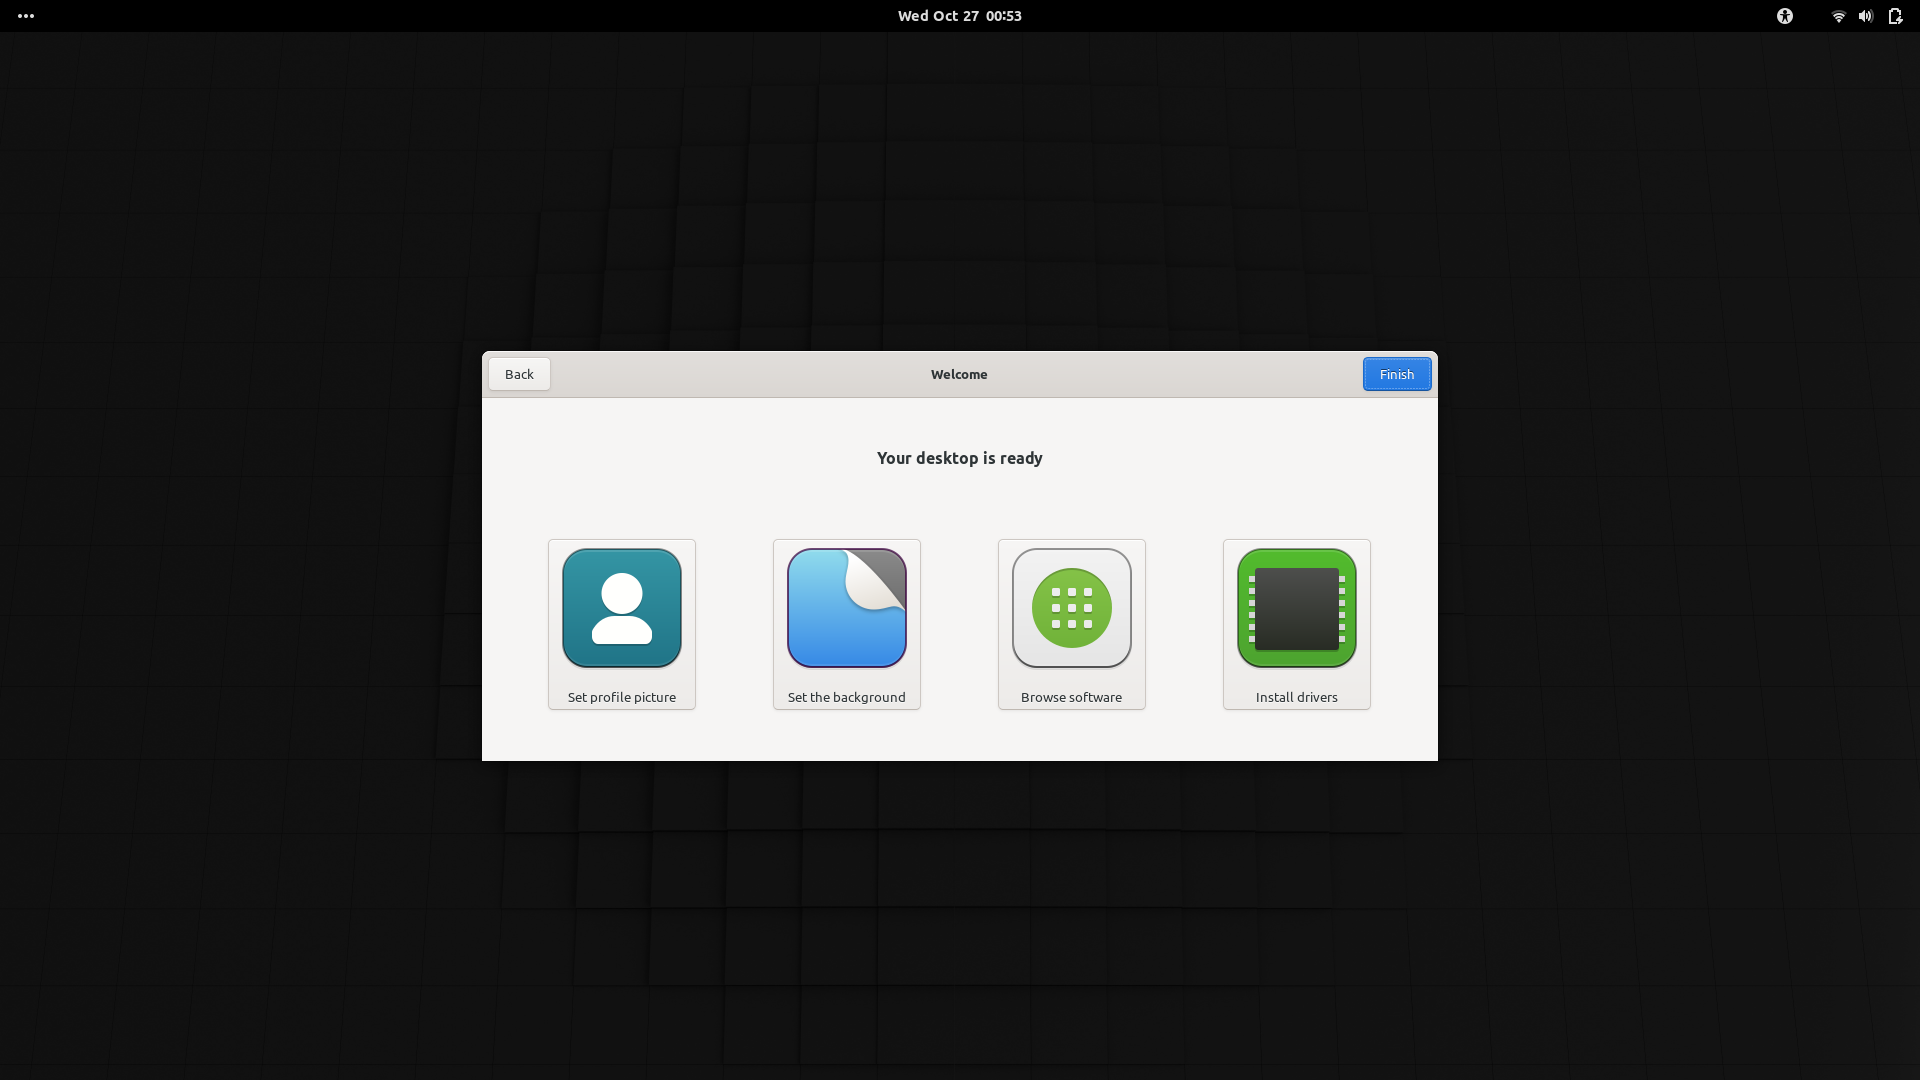 Wed Oct 27 00:53
Back
Welcome
Finish
Your desktop is ready
Set profile picture
Set the background
Browse software
Install drivers